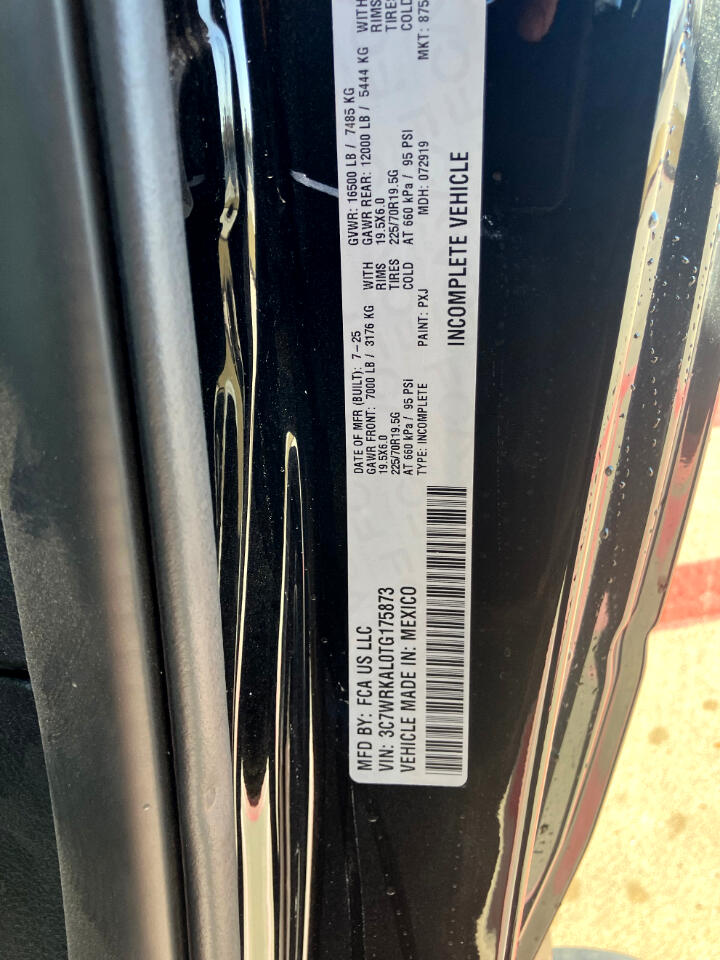 MFD BY: FCA US LLC
VIN: 3C7WRKAL0TG175873
VEHICLE MADE IN: MEXICO
DATE OF MFR (BUILT): 7-25 GVWR: 16500 LB / 7485 KG
GAWR FRONT: 7000 LB / 3176 KG WITH GAWR REAR: 12000 LB / 5444 KG WITH
19.5X6.0 RIMS 19.5X6.0 RIMS
225/70R19.5G TIRES 225/70R19.5G TIRES
AT 660 kPa / 95 PSI COLD AT 660 kPa / 95 PSI COLD
TYPE: INCOMPLETE PAINT: PXJ MDH: 072919 MKT: 875
INCOMPLETE VEHICLE